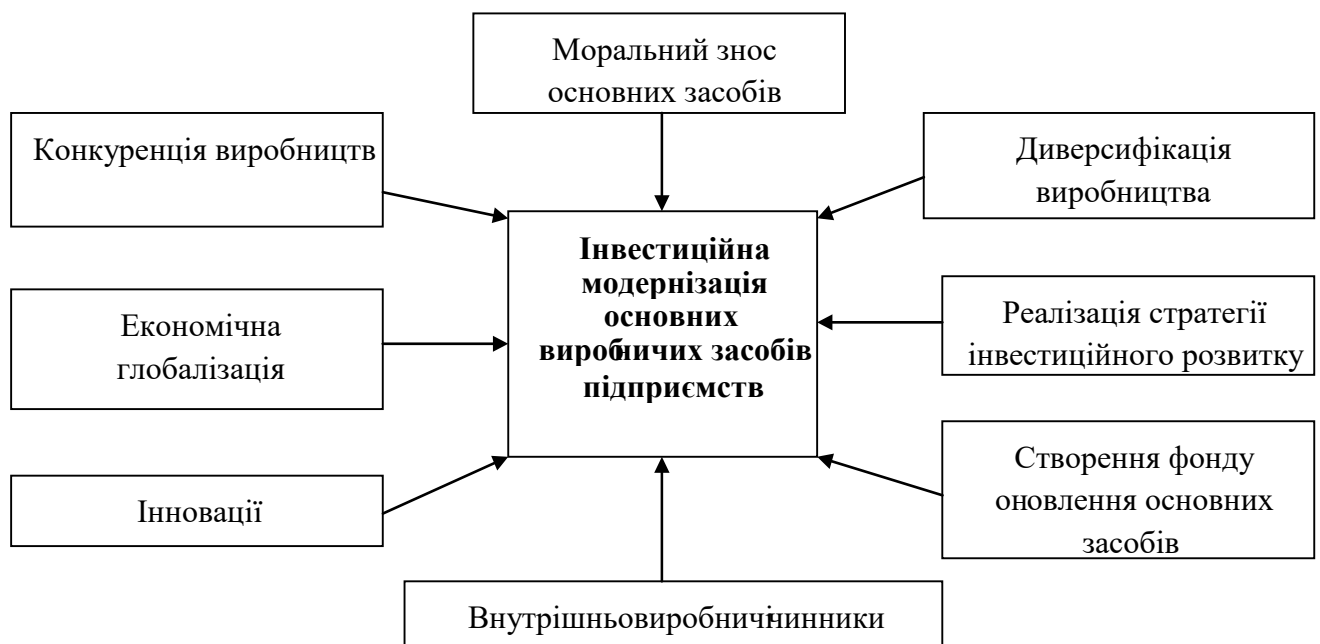 Моральний знос
основних засобів
Конкуренція виробництв
Диверсифікація
виробництва
Інвестиційна
модернізація
основних
виробничих засобів
підприємств
Економічна
глобалізація
Реалізація стратегії
інвестиційного розвитку
Інновації
Створення фонду
оновлення основних
засобів
Внутрішньовиробничі чинники